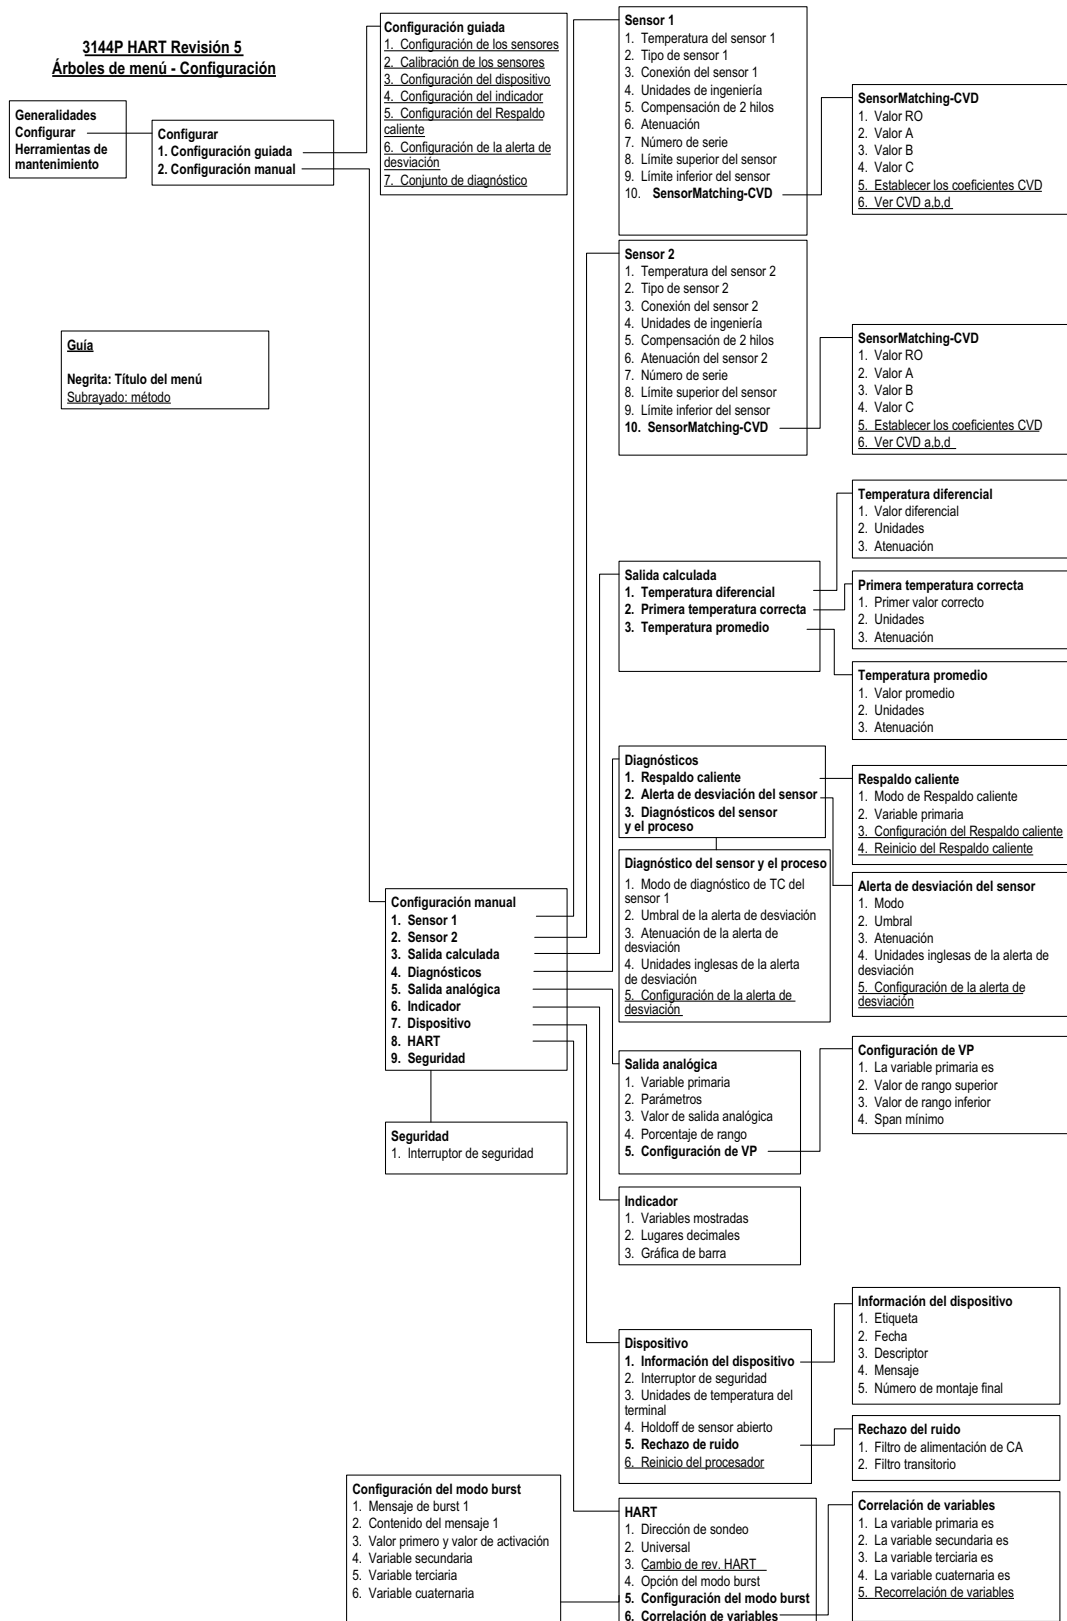 3144P HART Revisión 5
Árboles de menú - Configuración
Generalidades
Configurar
Herramientas de
mantenimiento
Configurar
1. Configuración guiada
2. Configuración manual
Configuración guiada
1. Configuración de los sensores
2. Calibración de los sensores
3. Configuración del dispositivo
4. Configuración del indicador
5. Configuración del Respaldo
caliente
6. Configuración de la alerta de
desviación
7. Conjunto de diagnóstico
Sensor 1
1. Temperatura del sensor 1
2. Tipo de sensor 1
3. Conexión del sensor 1
4. Unidades de ingeniería
5. Compensación de 2 hilos
6. Atenuación
7. Número de serie
8. Límite superior del sensor
9. Límite inferior del sensor
10. SensorMatching-CVD
SensorMatching-CVD
1. Valor RO
2. Valor A
3. Valor B
4. Valor C
5. Establecer los coeficientes CVD
6. Ver CVD a,b,d
Guía
Negrita: Título del menú
Subrayado: método
Sensor 2
1. Temperatura del sensor 2
2. Tipo de sensor 2
3. Conexión del sensor 2
4. Unidades de ingeniería
5. Compensación de 2 hilos
6. Atenuación del sensor 2
7. Número de serie
8. Límite superior del sensor
9. Límite inferior del sensor
10. SensorMatching-CVD
SensorMatching-CVD
1. Valor RO
2. Valor A
3. Valor B
4. Valor C
5. Establecer los coeficientes CVD
6. Ver CVD a,b,d
Salida calculada
1. Temperatura diferencial
2. Primera temperatura correcta
3. Temperatura promedio
Temperatura diferencial
1. Valor diferencial
2. Unidades
3. Atenuación
Primera temperatura correcta
1. Primer valor correcto
2. Unidades
3. Atenuación
Temperatura promedio
1. Valor promedio
2. Unidades
3. Atenuación
Diagnósticos
1. Respaldo caliente
2. Alerta de desviación del sensor
3. Diagnósticos del sensor
y el proceso
Respaldo caliente
1. Modo de Respaldo caliente
2. Variable primaria
3. Configuración del Respaldo caliente
4. Reinicio del Respaldo caliente
Diagnóstico del sensor y el proceso
1. Modo de diagnóstico de TC del
sensor 1
2. Umbral de la alerta de desviación
3. Atenuación de la alerta de
desviación
4. Unidades inglesas de la alerta
de desviación
5. Configuración de la alerta de
desviación
Alerta de desviación del sensor
1. Modo
2. Umbral
3. Atenuación
4. Unidades inglesas de la alerta de
desviación
5. Configuración de la alerta de
desviación
Configuración manual
1. Sensor 1
2. Sensor 2
3. Salida calculada
4. Diagnósticos
5. Salida analógica
6. Indicador
7. Dispositivo
8. HART
9. Seguridad
Seguridad
1. Interruptor de seguridad
Salida analógica
1. Variable primaria
2. Parámetros
3. Valor de salida analógica
4. Porcentaje de rango
5. Configuración de VP
Configuración de VP
1. La variable primaria es
2. Valor de rango superior
3. Valor de rango inferior
4. Span mínimo
Indicador
1. Variables mostradas
2. Lugares decimales
3. Gráfica de barra
Dispositivo
1. Información del dispositivo
2. Interruptor de seguridad
3. Unidades de temperatura del
terminal
4. Holdoff de sensor abierto
5. Rechazo de ruido
6. Reinicio del procesador
Información del dispositivo
1. Etiqueta
2. Fecha
3. Descriptor
4. Mensaje
5. Número de montaje final
Rechazo del ruido
1. Filtro de alimentación de CA
2. Filtro transitorio
Configuración del modo burst
1. Mensaje de burst 1
2. Contenido del mensaje 1
3. Valor primero y valor de activación
4. Variable secundaria
5. Variable terciaria
6. Variable cuaternaria
HART
1. Dirección de sondeo
2. Universal
3. Cambio de rev. HART
4. Opción del modo burst
5. Configuración del modo burst
6. Correlación de variables
Correlación de variables
1. La variable primaria es
2. La variable secundaria es
3. La variable terciaria es
4. La variable cuaternaria es
5. Recorrelación de variables